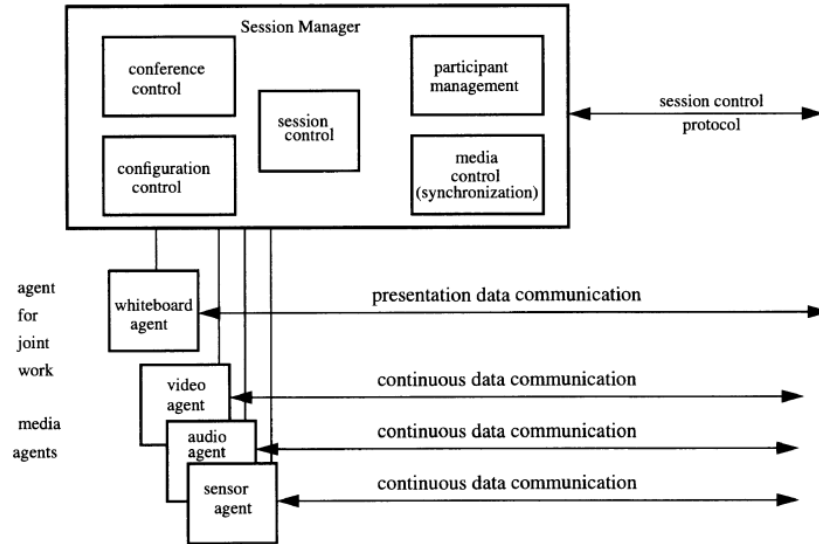 Session Manager
conference
control
participant
management
session
control
session control
protocol
configuration
control
media
control
(synchronization)
agent
for
joint
work
whiteboard
agent
presentation data communication
video
agent
continuous data communication
media
agents
audio
agent
continuous data communication
sensor
agent
continuous data communication